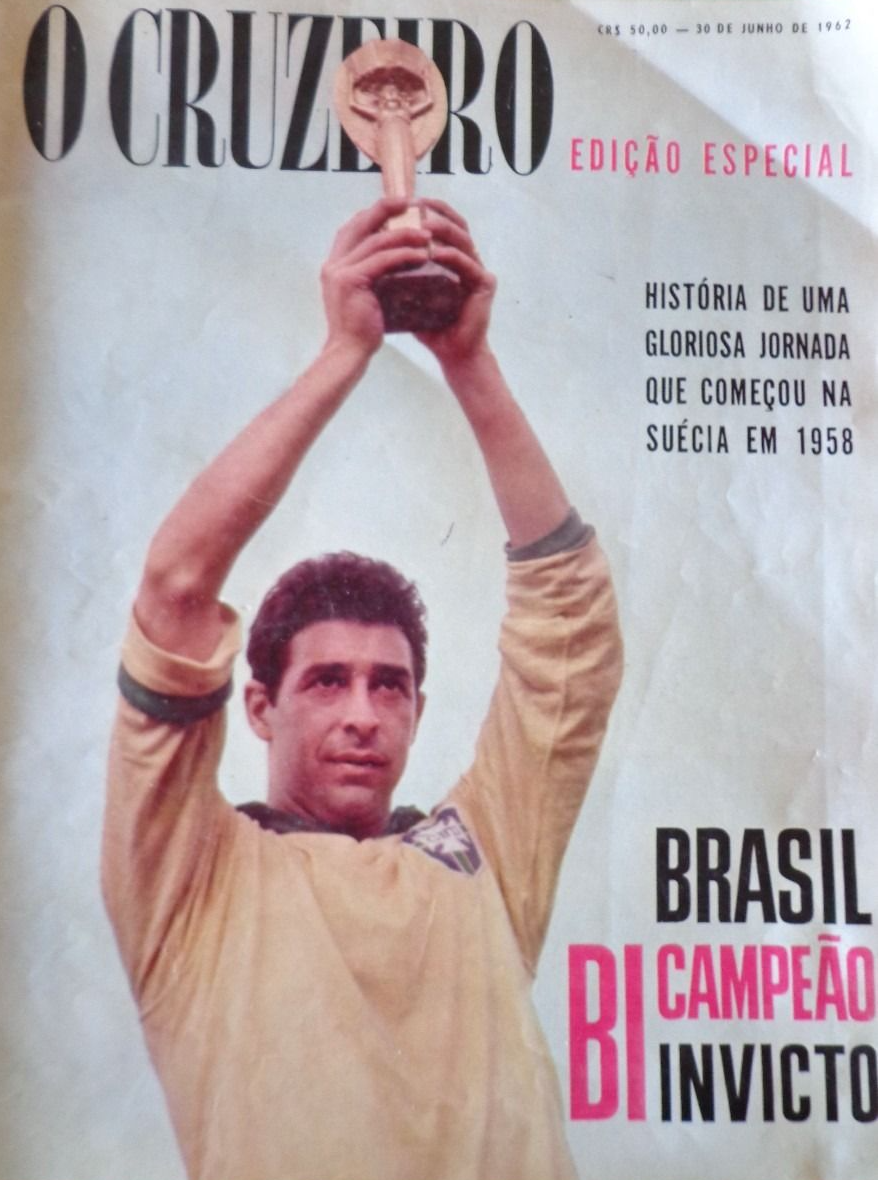 O CRUZEIRO
CR$ 50,00 — 30 DE JUNHO DE 1962
EDIÇÃO ESPECIAL
HISTÓRIA DE UMA
GLORIOSA JORNADA
QUE COMEÇOU NA
SUÉCIA EM 1958
BRASIL
BI CAMPEÃO
INVICTO